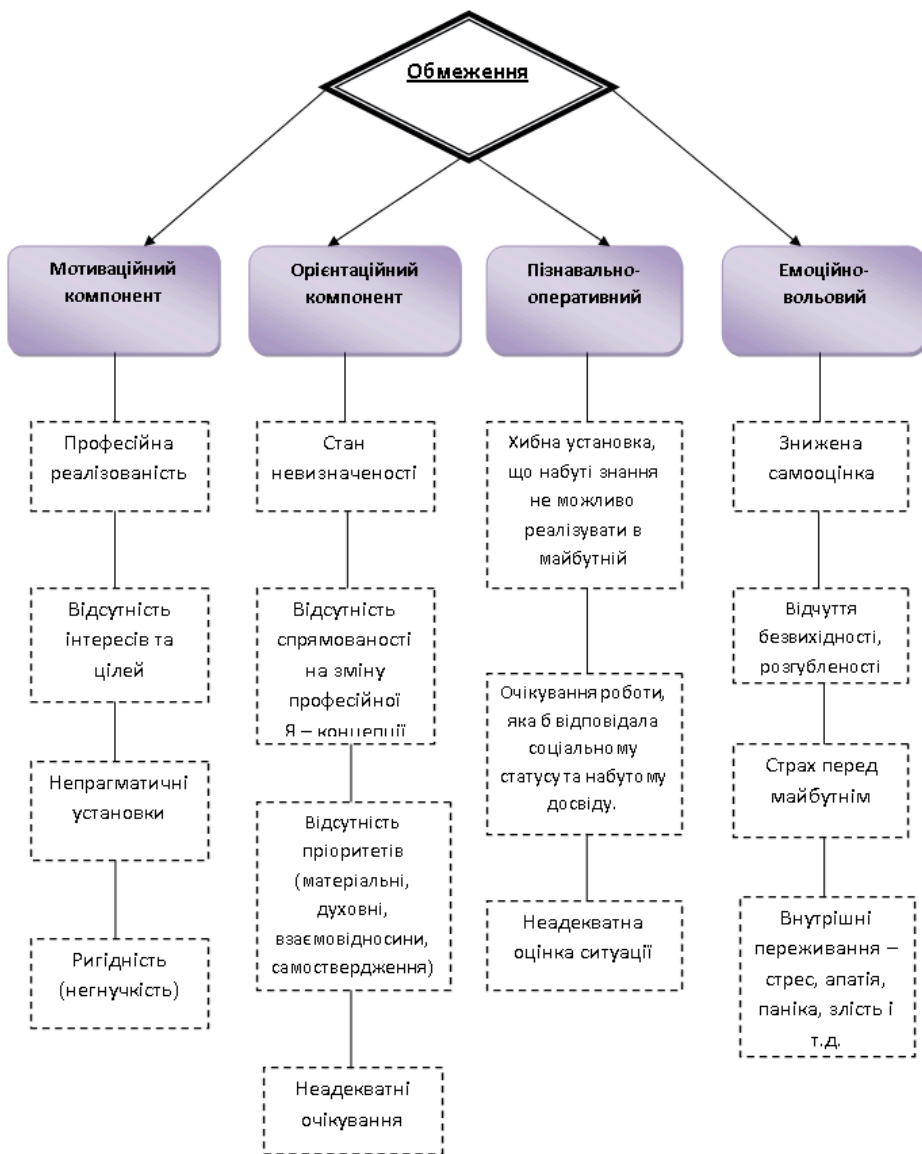 Обмеження
Мотиваційний
компонент
Орієнтаційний
компонент
Пізнавально-
оперативний
Емоційно-
вольовий
Професійна
реалізованість
Відсутність
інтересів та
цілей
Непрагматичні
установки
Ригідність
(негнучкість)
Стан
невизначеності
Відсутність
спрямованості
на зміну
професійної
Я – концепції
Відсутність
пріоритетів
(матеріальні,
духовні,
взаємовідносини,
самоствердження)
Неадекватні
очікування
Хибна установка,
що набуті знання
не можливо
реалізувати в
майбутній
Очікування роботи,
яка б відповідала
соціальному
статусу та набутому
досвіду.
Неадекватна
оцінка ситуації
Знижена
самооцінка
Відчуття
безвихідності,
розгубленості
Страх перед
майбутнім
Внутрішні
переживання –
стрес, апатія,
паніка, злість і
т.д.